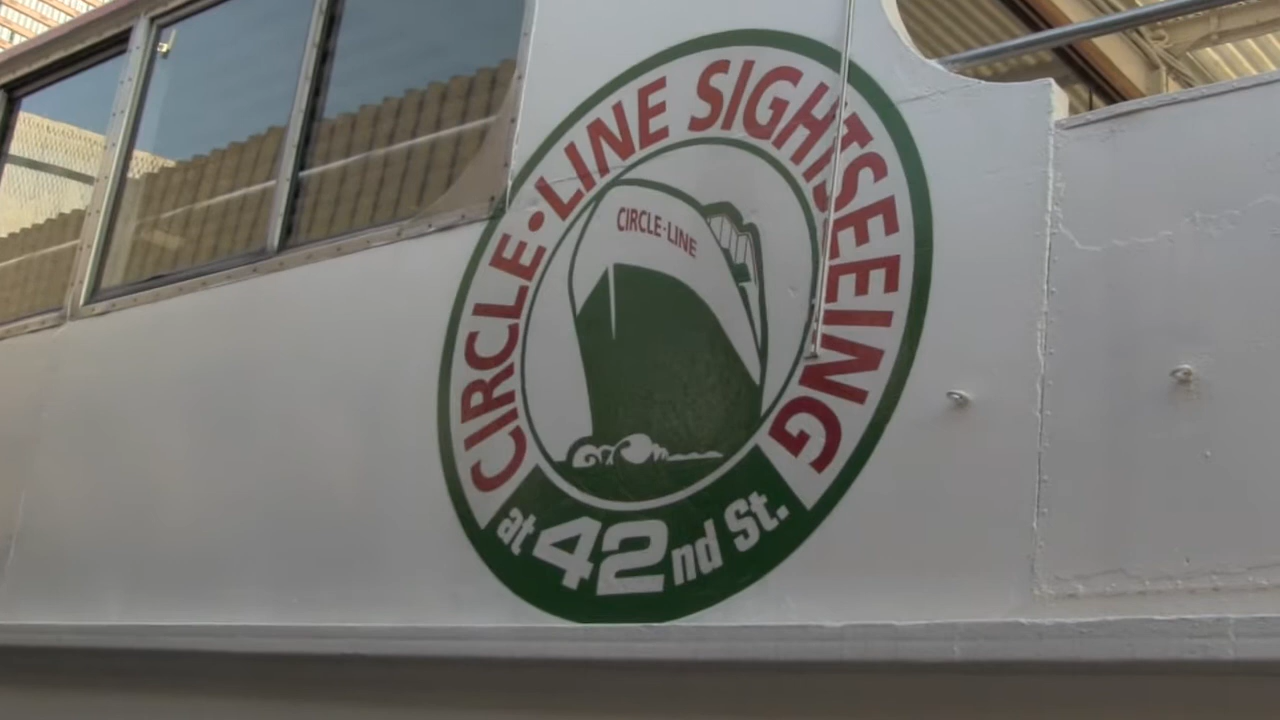 CIRCLE•LINE SIGHTSEEING
CIRCLE•LINE
at 42nd St.